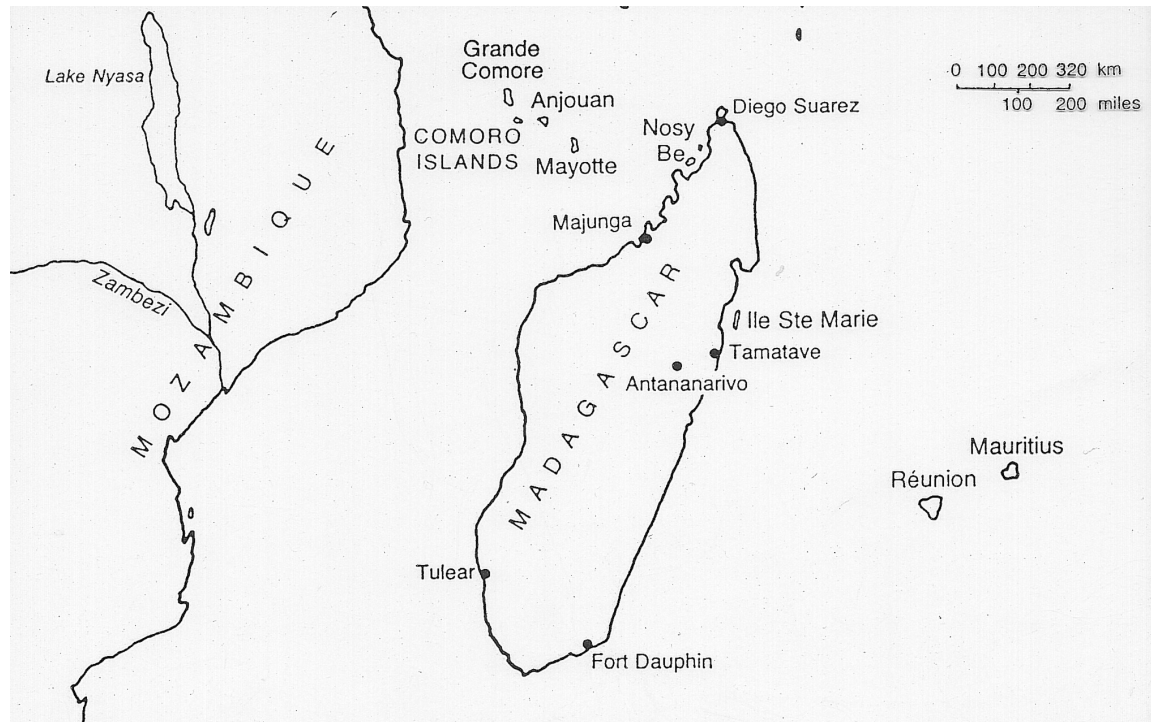 Lake Nyasa
Grande
Comore
Anjouan
COMORO
ISLANDS
Mayotte
Nosy
Be
Diego Suarez
0 100 200 320 km
100 200 miles
Majunga
MOZAMBIQUE
Zambezi
MADAGASCAR
Ile Ste Marie
Tamatave
Antananarivo
Mauritius
Réunion
Tulear
Fort Dauphin